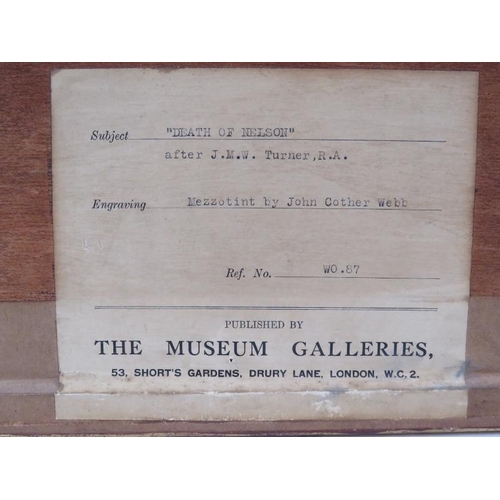 Subject "DEATH OF NELSON"
after J.M.W. Turner,R.A.
Engraving Mezzotint by John Cother Webb
Ref. No. WO.87
PUBLISHED BY
THE MUSEUM GALLERIES,
53, SHORT'S GARDENS, DRURY LANE, LONDON, W.C.2.